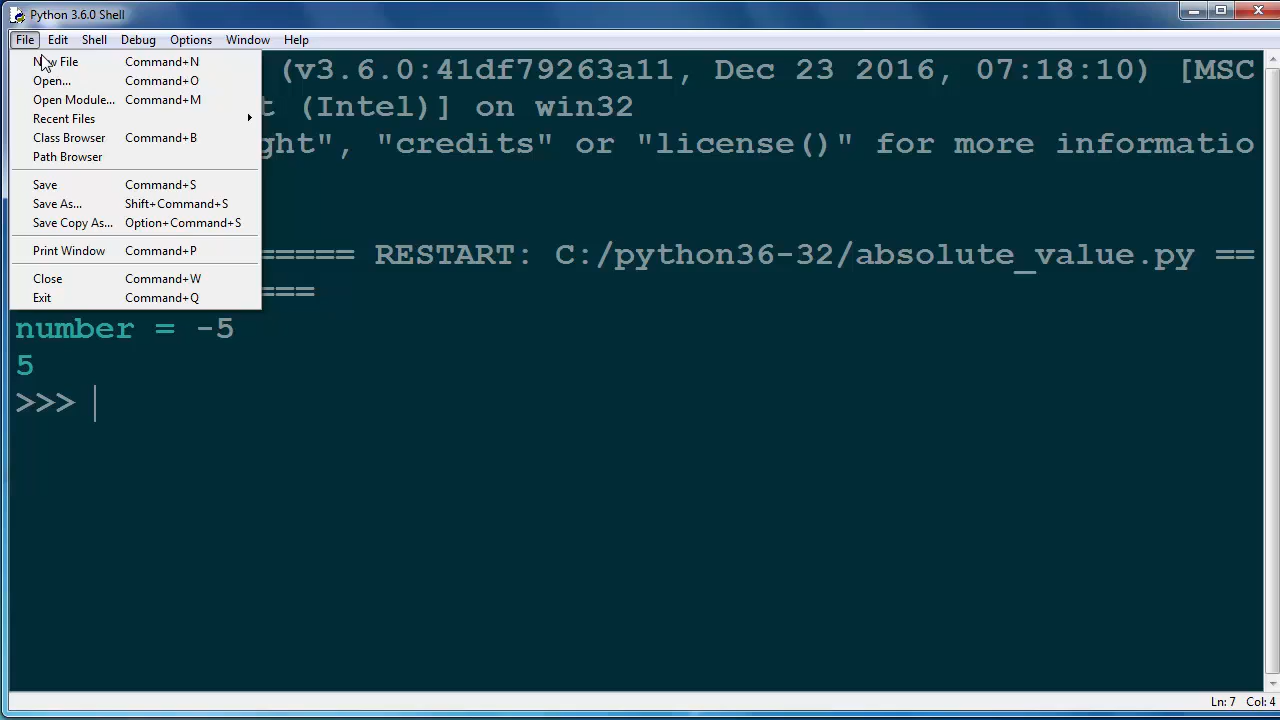 Python 3.6.0 Shell
File Edit Shell Debug Options Window Help
New File Command+N
Open... Command+O
Open Module... Command+M
Recent Files
Class Browser Command+B
Path Browser
Save Command+S
Save As... Shift+Command+S
Save Copy As... Option+Command+S
Print Window Command+P
Close Command+W
Exit Command+Q
(v3.6.0:41df79263a11, Dec 23 2016, 07:18:10) [MSC
t (Intel)] on win32
ght", "credits" or "license()" for more informatio
===== RESTART: C:/python36-32/absolute_value.py ==
===
number = -5
5
>>>
Ln: 7 Col: 4